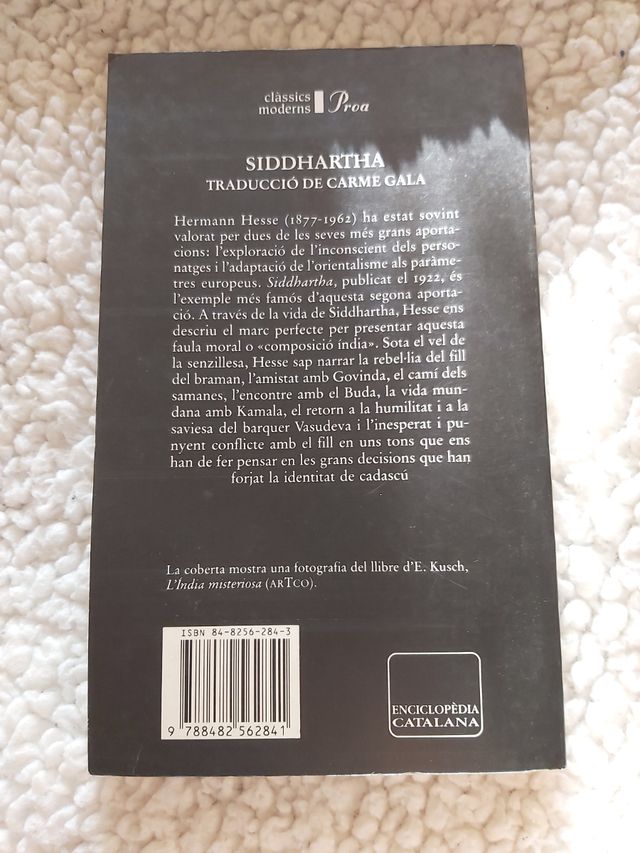 clàssics
moderns Proa
SIDDHARTHA
TRADUCCIÓ DE CARME GALA
Hermann Hesse (1877-1962) ha estat sovint
valorat per dues de les seves més grans aporta-
cions: l'exploració de l'inconscient dels perso-
natges i l'adaptació de l'orientalisme als paràme-
tres europeus. Siddhartha, publicat el 1922, és
l'exemple més famós d'aquesta segona aporta-
ció. A través de la vida de Siddhartha, Hesse ens
descriu el marc perfecte per presentar aquesta
faula moral o «composició índia». Sota el vel de
la senzillesa, Hesse sap narrar la rebel·lia del fill
del braman, l'amistat amb Govinda, el camí dels
samanes, l'encontre amb el Buda, la vida mun-
dana amb Kamala, el retorn a la humilitat i a la
saviesa del barquer Vasudeva i l'inesperat i pu-
nyent conflicte amb el fill en uns tons que ens
han de fer pensar en les grans decisions que han
forjat la identitat de cadascú
La coberta mostra una fotografia del llibre d'E. Kusch,
L'Índia misteriosa (ARTCO).
ISBN 84-8256-284-3
9 788482 562841
ENCICLOPÈDIA
CATALANA